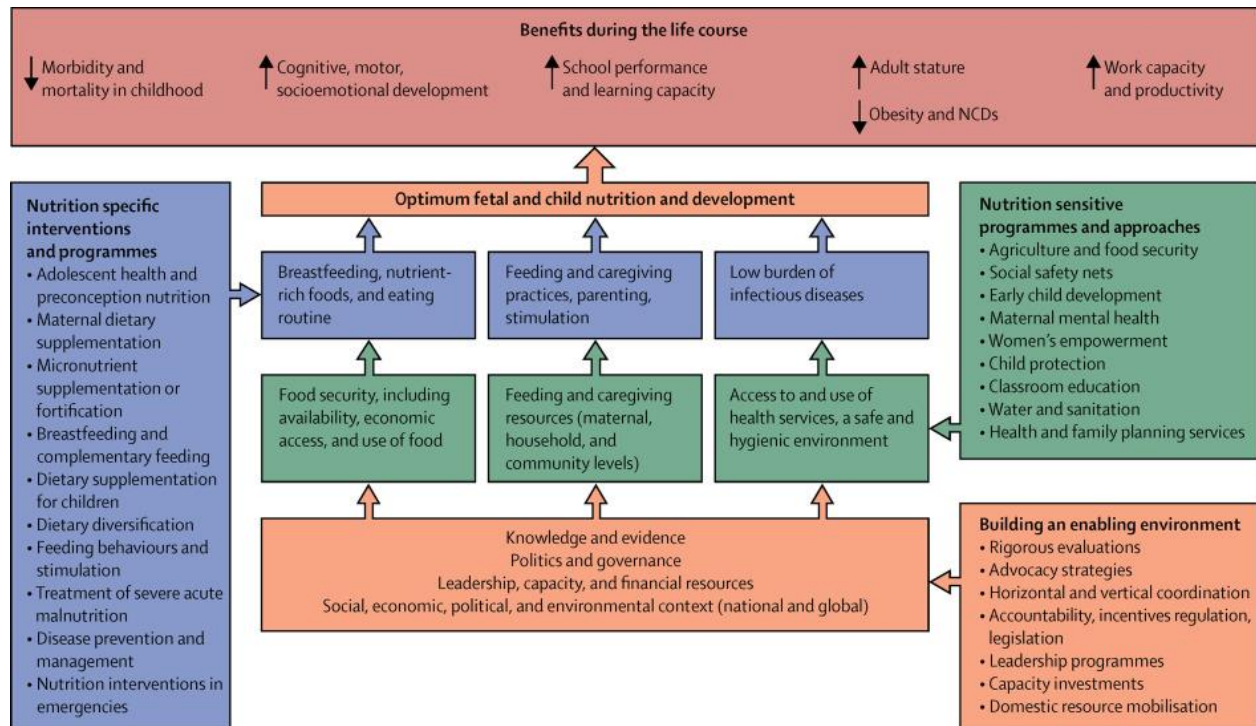 Benefits during the life course
Morbidity and
mortality in childhood
Cognitive, motor,
socioemotional development
School performance
and learning capacity
Adult stature
Obesity and NCDs
Work capacity
and productivity
Nutrition specific
interventions
and programmes
• Adolescent health and
preconception nutrition
• Maternal dietary
supplementation
• Micronutrient
supplementation or
fortification
• Breastfeeding and
complementary feeding
• Dietary supplementation
for children
• Dietary diversification
• Feeding behaviours and
stimulation
• Treatment of severe acute
malnutrition
• Disease prevention and
management
• Nutrition interventions in
emergencies
Optimum fetal and child nutrition and development
Breastfeeding, nutrient-
rich foods, and eating
routine
Feeding and caregiving
practices, parenting,
stimulation
Low burden of
infectious diseases
Food security, including
availability, economic
access, and use of food
Feeding and caregiving
resources (maternal,
household, and
community levels)
Access to and use of
health services, a safe and
hygienic environment
Knowledge and evidence
Politics and governance
Leadership, capacity, and financial resources
Social, economic, political, and environmental context (national and global)
Nutrition sensitive
programmes and approaches
• Agriculture and food security
• Social safety nets
• Early child development
• Maternal mental health
• Women's empowerment
• Child protection
• Classroom education
• Water and sanitation
• Health and family planning services
Building an enabling environment
• Rigorous evaluations
• Advocacy strategies
• Horizontal and vertical coordination
• Accountability, incentives regulation,
legislation
• Leadership programmes
• Capacity investments
• Domestic resource mobilisation